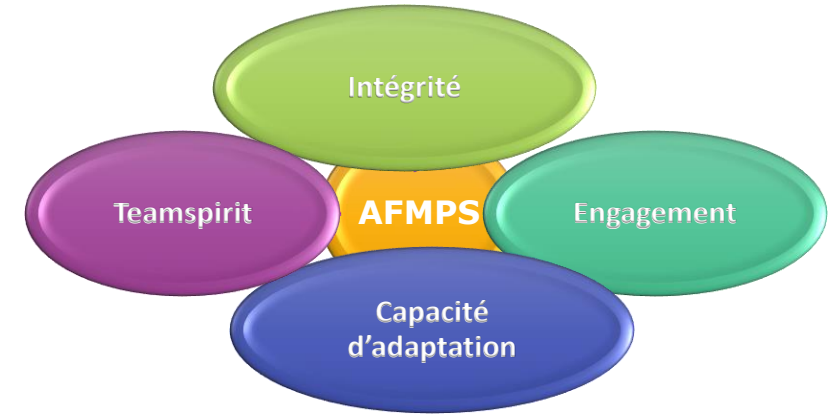 Intégrité
Teamspirit
AFMPS
Engagement
Capacité
d’adaptation